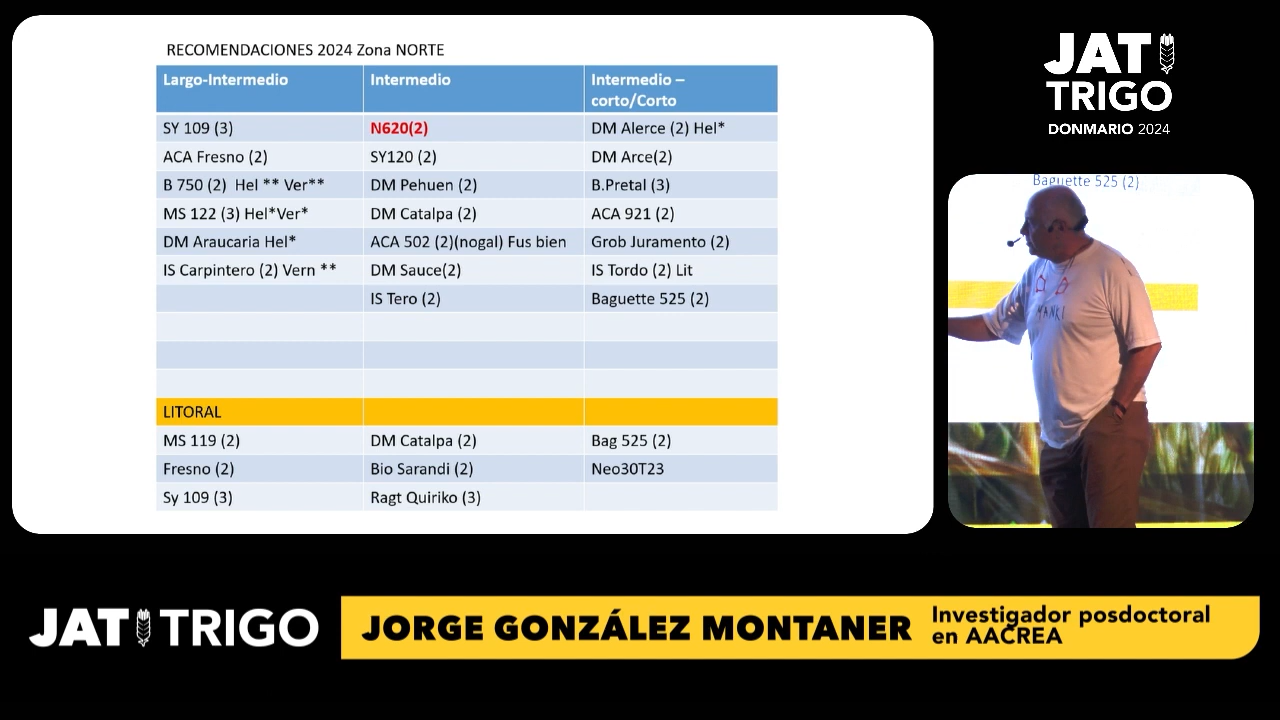 RECOMENDACIONES 2024 Zona NORTE
Largo-Intermedio
Intermedio
Intermedio –
corto/Corto
SY 109 (3)
N620(2)
DM Alerce (2) Hel*
ACA Fresno (2)
SY120 (2)
DM Arce(2)
B 750 (2) Hel ** Ver**
DM Pehuen (2)
B.Pretal (3)
MS 122 (3) Hel*Ver*
DM Catalpa (2)
ACA 921 (2)
DM Araucaria Hel*
ACA 502 (2)(nogal) Fus bien
Grob Juramento (2)
IS Carpintero (2) Vern **
DM Sauce(2)
IS Tordo (2) Lit
IS Tero (2)
Baguette 525 (2)
LITORAL
MS 119 (2)
DM Catalpa (2)
Bag 525 (2)
Fresno (2)
Bio Sarandi (2)
Neo30T23
Sy 109 (3)
Ragt Quiriko (3)
JAT
TRIGO
DONMARIO 2024
Baguette 525 (2)
JAT TRIGO
JORGE GONZÁLEZ MONTANER
Investigador posdoctoral
en AACREA